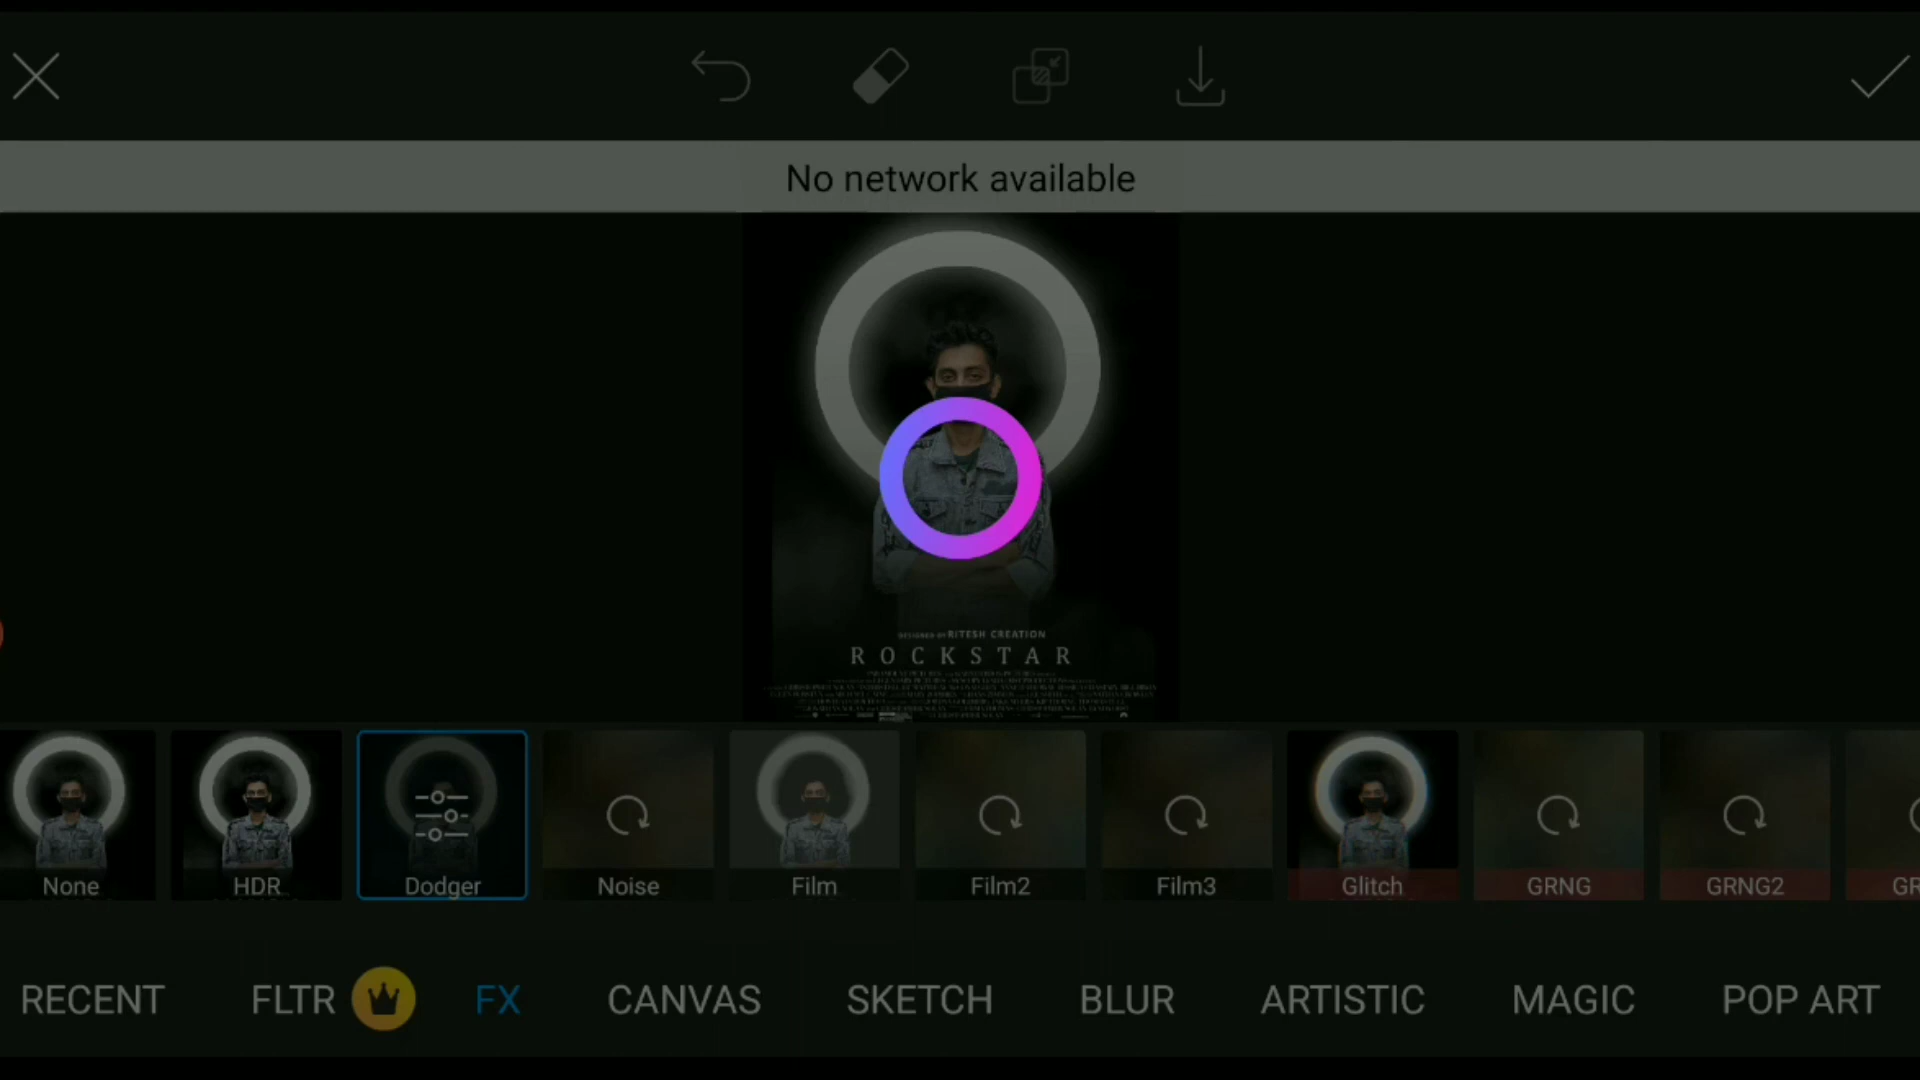 No network available
DESIGNED BY RITESH CREATION
ROCKSTAR
None
HDR
Dodger
Noise
Film
Film2
Film3
Glitch
GRNG
GRNG2
GR
RECENT
FLTR
FX
CANVAS
SKETCH
BLUR
ARTISTIC
MAGIC
POP ART